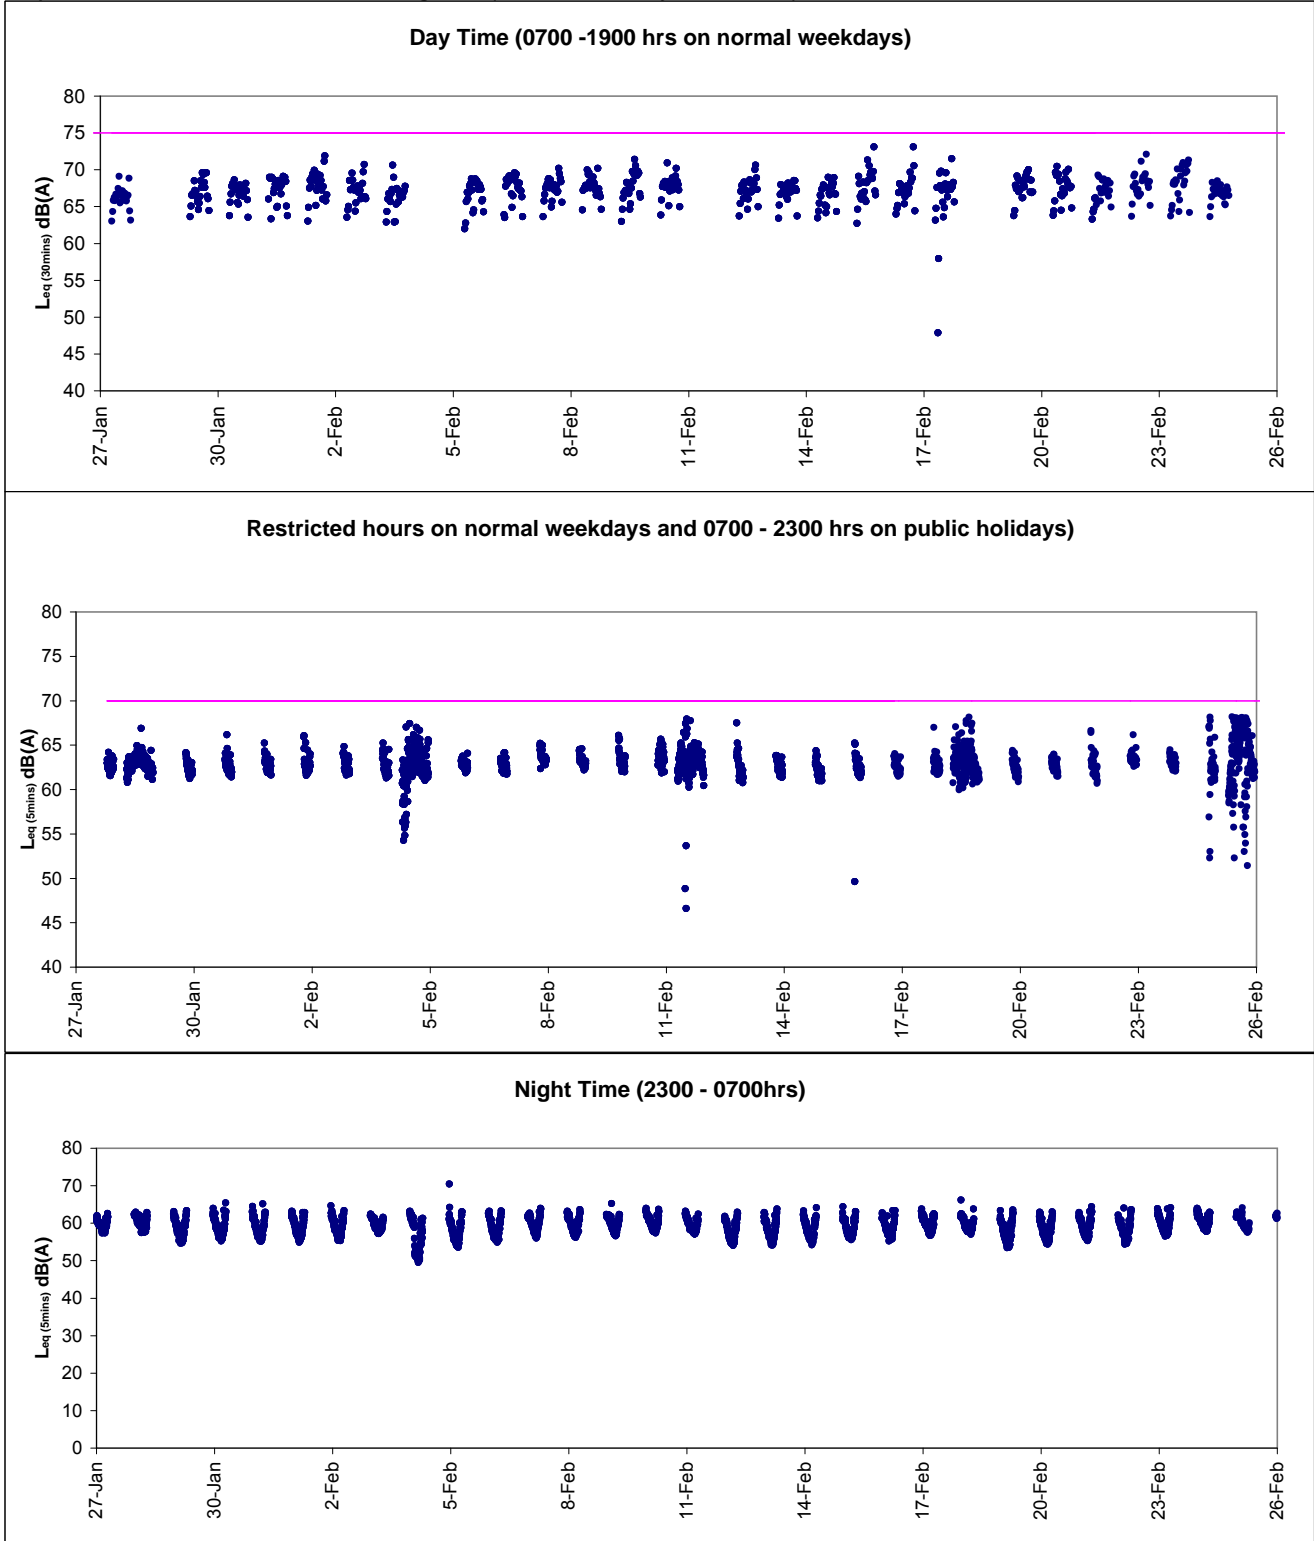 Day Time (0700 -1900 hrs on normal weekdays)
80
75
70
65
60
55
50
45
40
Leq (30mins) dB(A)
27-Jan
30-Jan
2-Feb
5-Feb
8-Feb
11-Feb
14-Feb
17-Feb
20-Feb
23-Feb
26-Feb
Restricted hours on normal weekdays and 0700 - 2300 hrs on public holidays)
80
75
70
65
60
55
50
45
40
Leq (5mins) dB(A)
27-Jan
30-Jan
2-Feb
5-Feb
8-Feb
11-Feb
14-Feb
17-Feb
20-Feb
23-Feb
26-Feb
Night Time (2300 - 0700hrs)
80
70
60
50
40
30
20
10
0
Leq (5mins) dB(A)
27-Jan
30-Jan
2-Feb
5-Feb
8-Feb
11-Feb
14-Feb
17-Feb
20-Feb
23-Feb
26-Feb